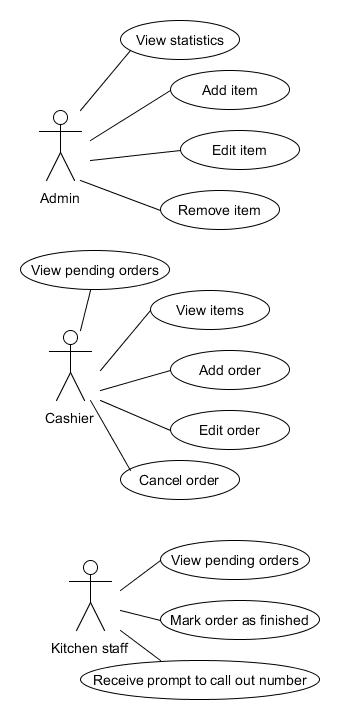 View statistics
Add item
Edit item
Admin
Remove item
View pending orders
View items
Add order
Cashier
Edit order
Cancel order
View pending orders
Mark order as finished
Kitchen staff
Receive prompt to call out number